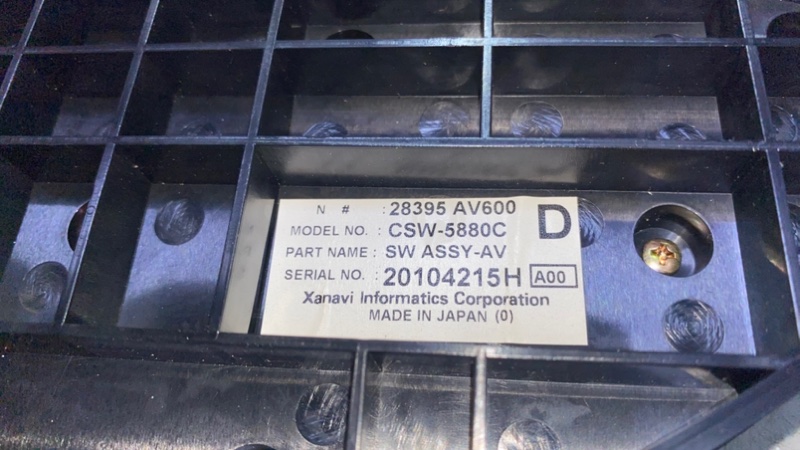 N # : 28395 AV600 D
MODEL NO. : CSW-5880C
PART NAME : SW ASSY-AV
SERIAL NO. : 20104215H A00
Xanavi Informatics Corporation
MADE IN JAPAN (0)